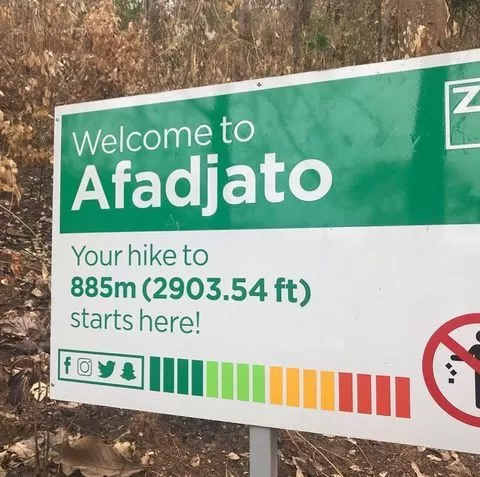 Welcome to
Afadjato
Your hike to
885m (2903.54 ft)
starts here!